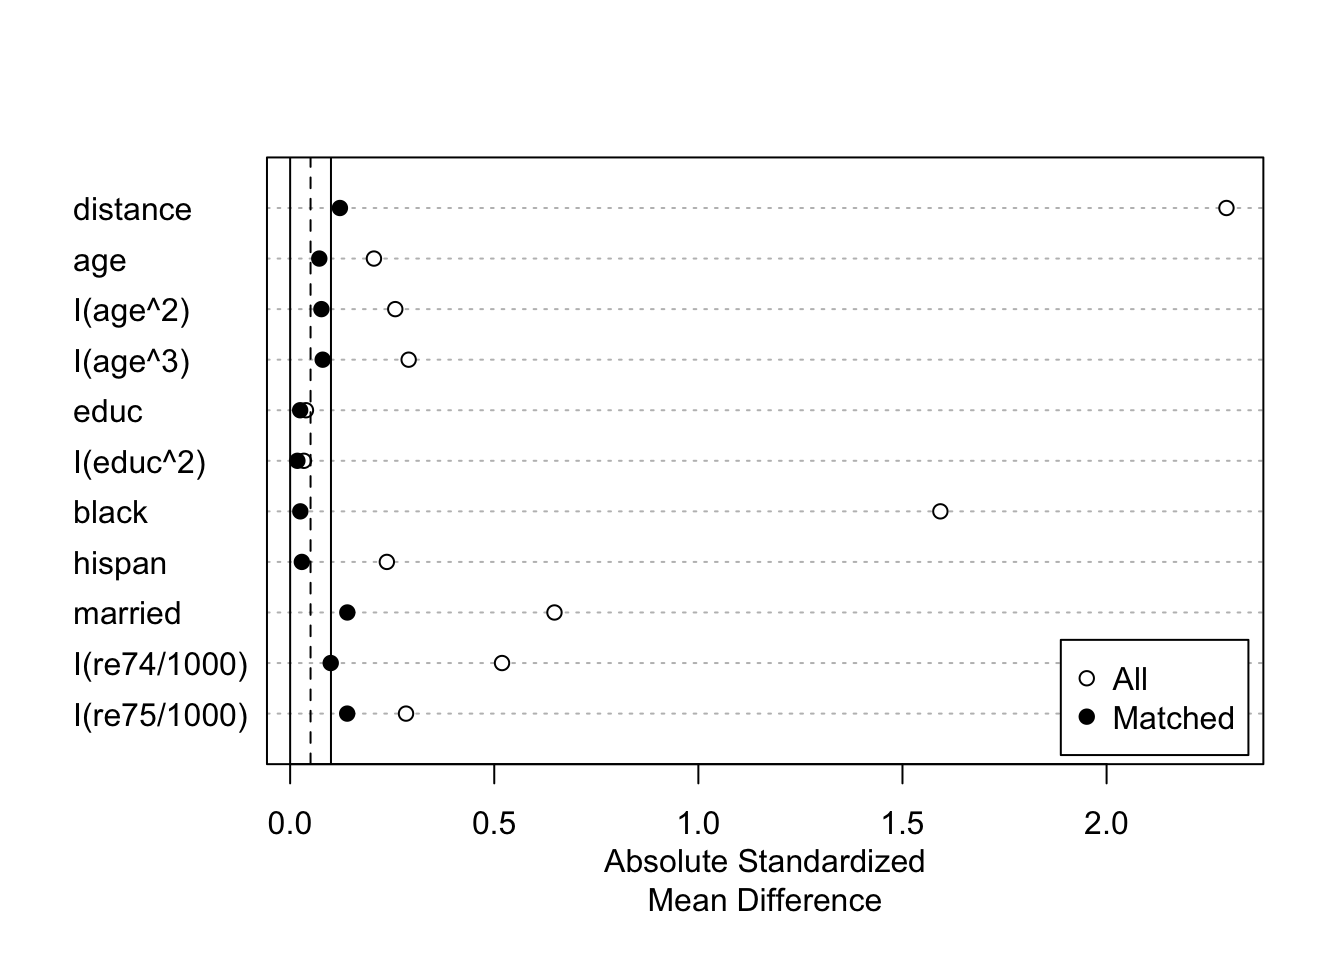 distance
age
I(age^2)
I(age^3)
educ
I(educ^2)
black
hispan
married
I(re74/1000)
I(re75/1000)
All
Matched
0.0 0.5 1.0 1.5 2.0
Absolute Standardized
Mean Difference